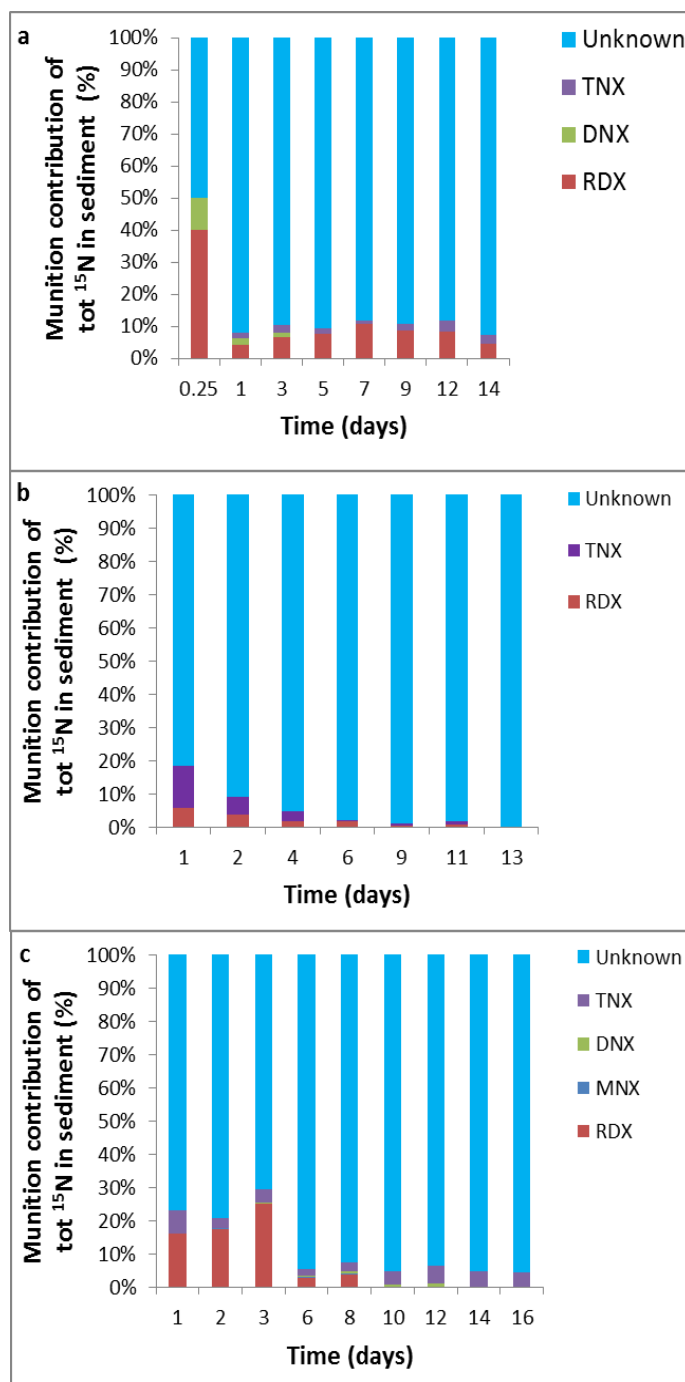 a
Munition contribution of
tot ¹⁵N in sediment (%)
100%
90%
80%
70%
60%
50%
40%
30%
20%
10%
0%
0.25 1 3 5 7 9 12 14
Time (days)
Unknown
TNX
DNX
RDX
b
Munition contribution of
tot ¹⁵N in sediment (%)
100%
90%
80%
70%
60%
50%
40%
30%
20%
10%
0%
1 2 4 6 9 11 13
Time (days)
Unknown
TNX
RDX
c
Munition contribution of
tot ¹⁵N in sediment (%)
100%
90%
80%
70%
60%
50%
40%
30%
20%
10%
0%
1 2 3 6 8 10 12 14 16
Time (days)
Unknown
TNX
DNX
MNX
RDX